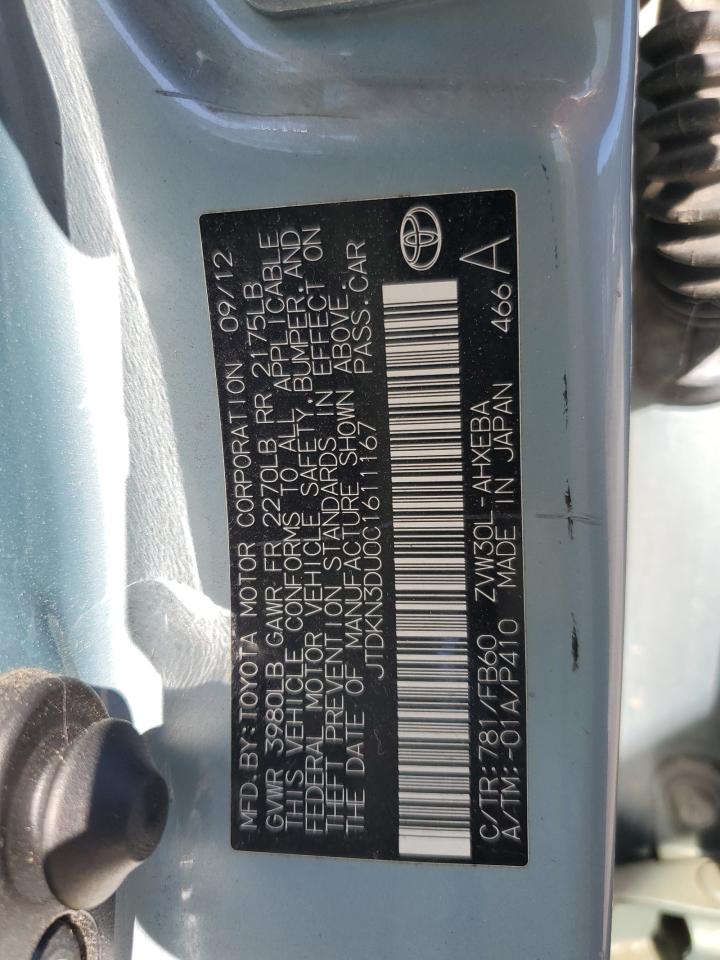 MFD. BY: TOYOTA MOTOR CORPORATION 09/12
GVWR 3980LB GAWR FR 2270LB RR 2175LB
THIS VEHICLE CONFORMS TO ALL APPLICABLE
FEDERAL MOTOR VEHICLE SAFETY, BUMPER, AND
THEFT PREVENTION STANDARDS IN EFFECT ON
THE DATE OF MANUFACTURE SHOWN ABOVE.
JTDKN3DU0C1611167 PASS. CAR
C/TR: 781/FB60 ZVW30L-AHXEBA
A/TM: -01A/P410 MADE IN JAPAN 466 A